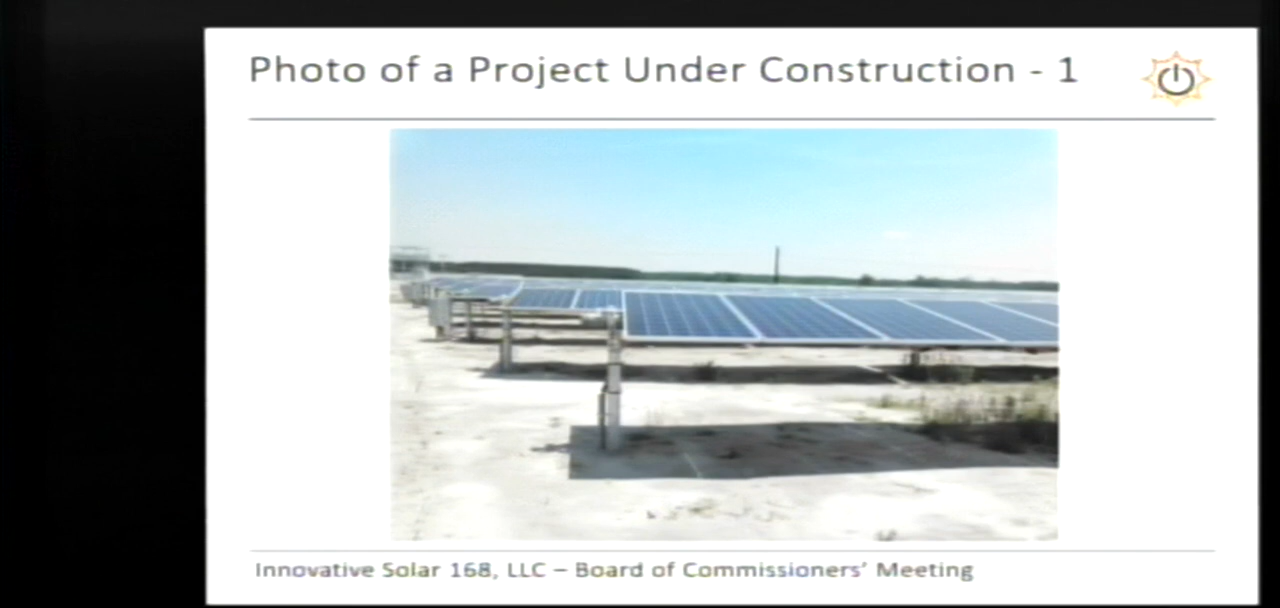 Photo of a Project Under Construction - 1
Innovative Solar 168, LLC – Board of Commissioners' Meeting